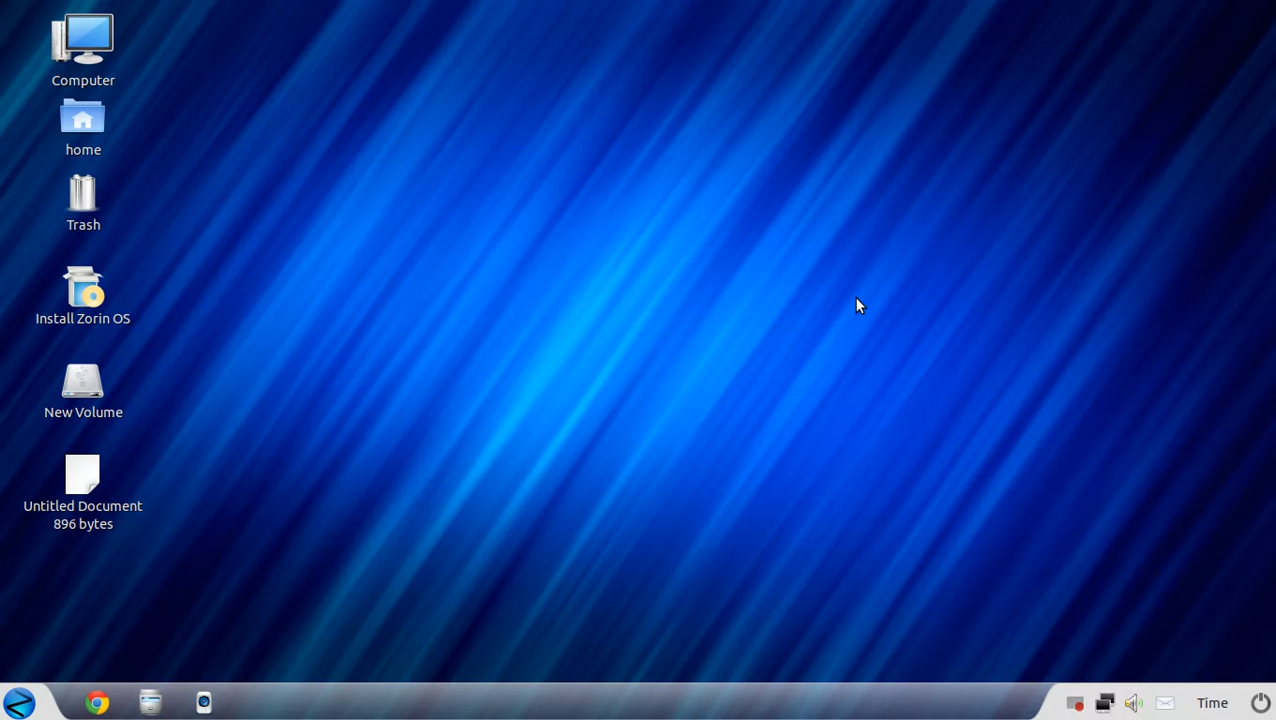 Computer
home
Trash
Install Zorin OS
New Volume
Untitled Document
896 bytes
Time